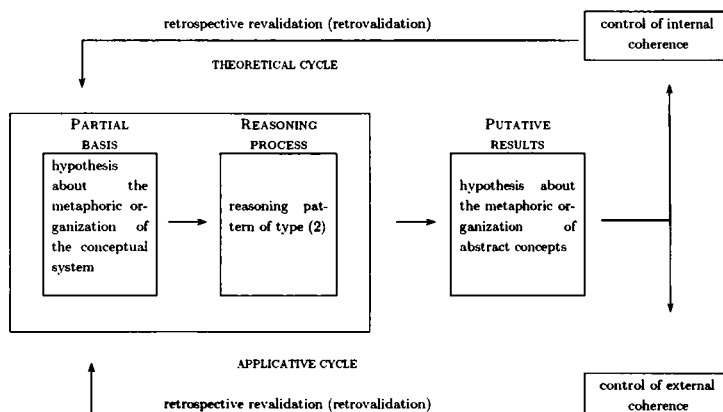 retrospective revalidation (retrovalidation)
control of internal
coherence
THEORETICAL CYCLE
PARTIAL
BASIS
REASONING
PROCESS
PUTATIVE
RESULTS
hypothesis
about the
metaphoric or-
ganization of
the conceptual
system
reasoning pat-
tern of type (2)
hypothesis about
the metaphoric or-
ganization of
abstract concepts
APPLICATIVE CYCLE
retrospective revalidation (retrovalidation)
control of external
coherence